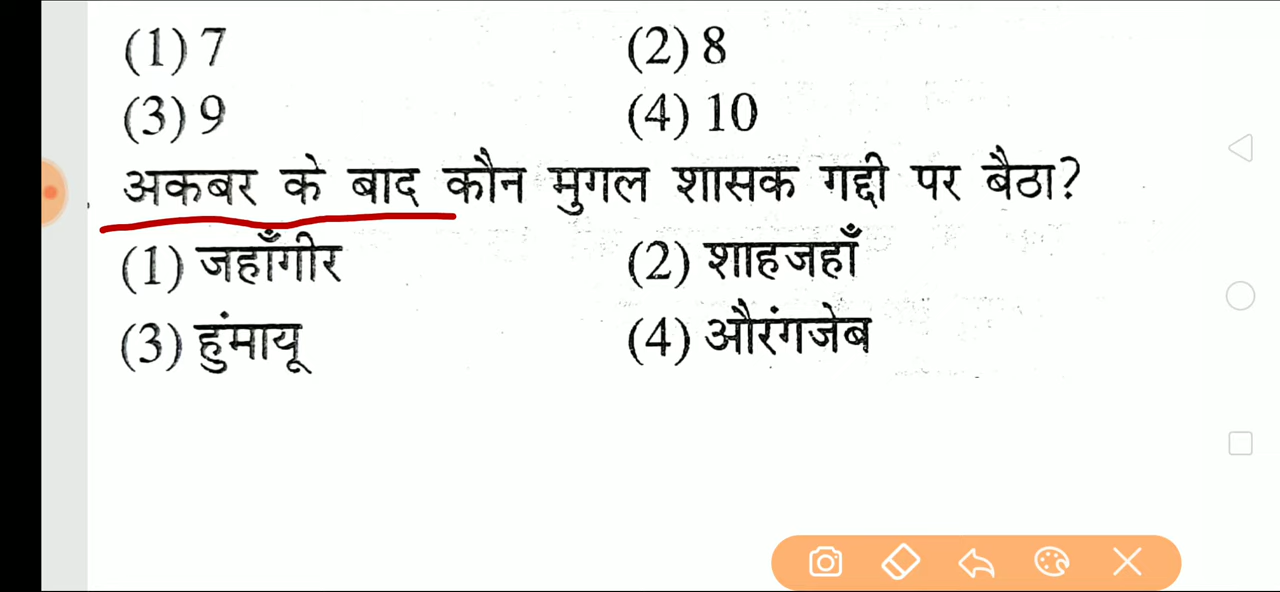 (1) 7 (2) 8
(3) 9 (4) 10
अकबर के बाद कौन मुगल शासक गद्दी पर बैठा?
(1) जहाँगीर (2) शाहजहाँ
(3) हुंमायू (4) औरंगजेब